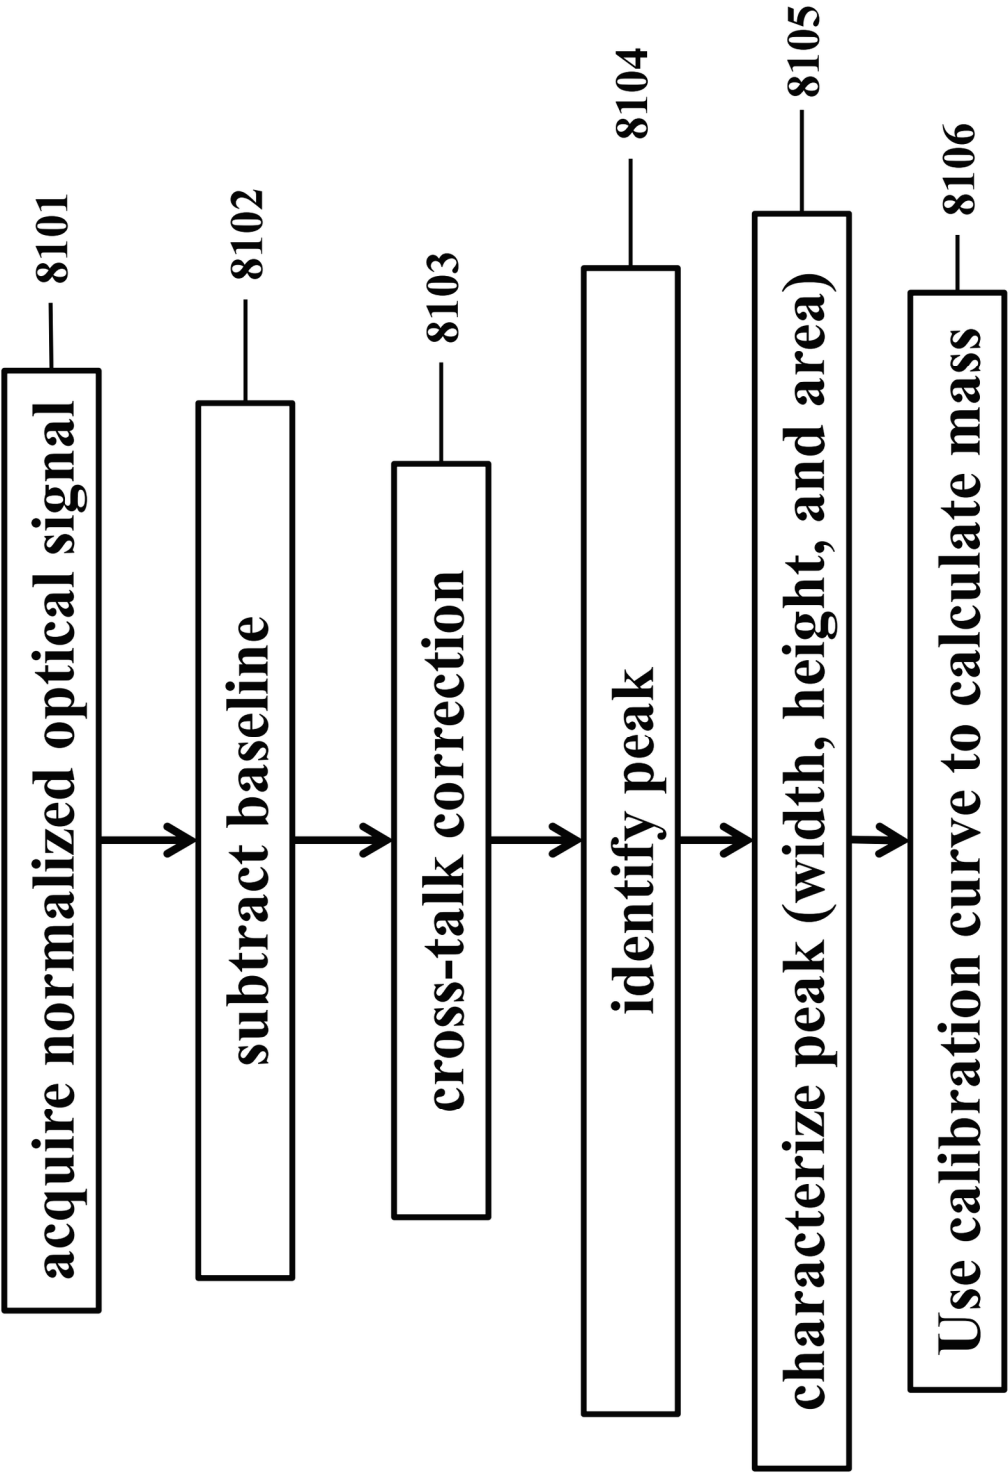 acquire normalized optical signal
8101
subtract baseline
8102
cross-talk correction
8103
identify peak
8104
characterize peak (width, height, and area)
8105
Use calibration curve to calculate mass
8106